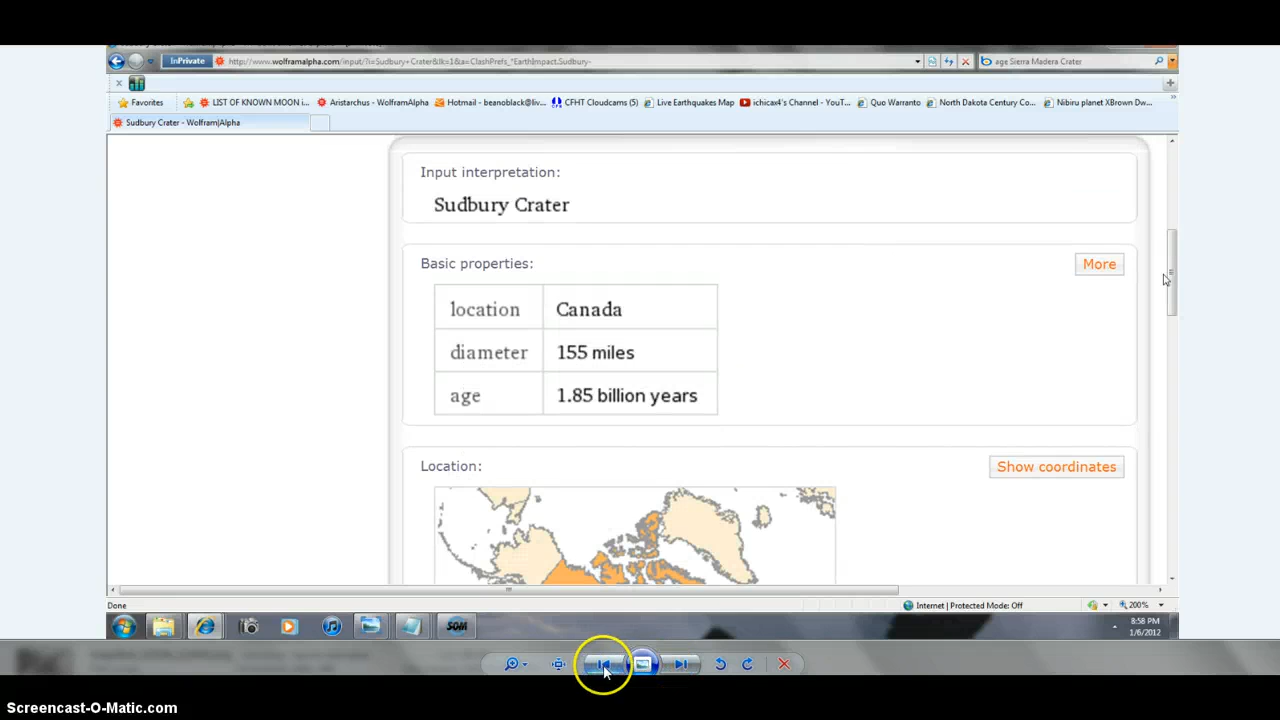 InPrivate
http://www.wolframalpha.com/input/?i=Sudbury+Crater&lk=1&a=ClashPrefs_*EarthImpact.Sudbury-
age Sierra Madera Crater
Favorites
LIST OF KNOWN MOON i...
Aristarchus - WolframAlpha
Hotmail - beanoblack@liv...
CFHT Cloudcams (5)
Live Earthquakes Map
ichicax4's Channel - YouT...
Quo Warranto
North Dakota Century Co...
Nibiru planet XBrown Dw...
Sudbury Crater - Wolfram|Alpha
Input interpretation:
Sudbury Crater
Basic properties:
More
location Canada
diameter 155 miles
age 1.85 billion years
Location:
Show coordinates
Done
Internet | Protected Mode: Off
200%
SOM
8:58 PM
1/6/2012
Screencast-O-Matic.com